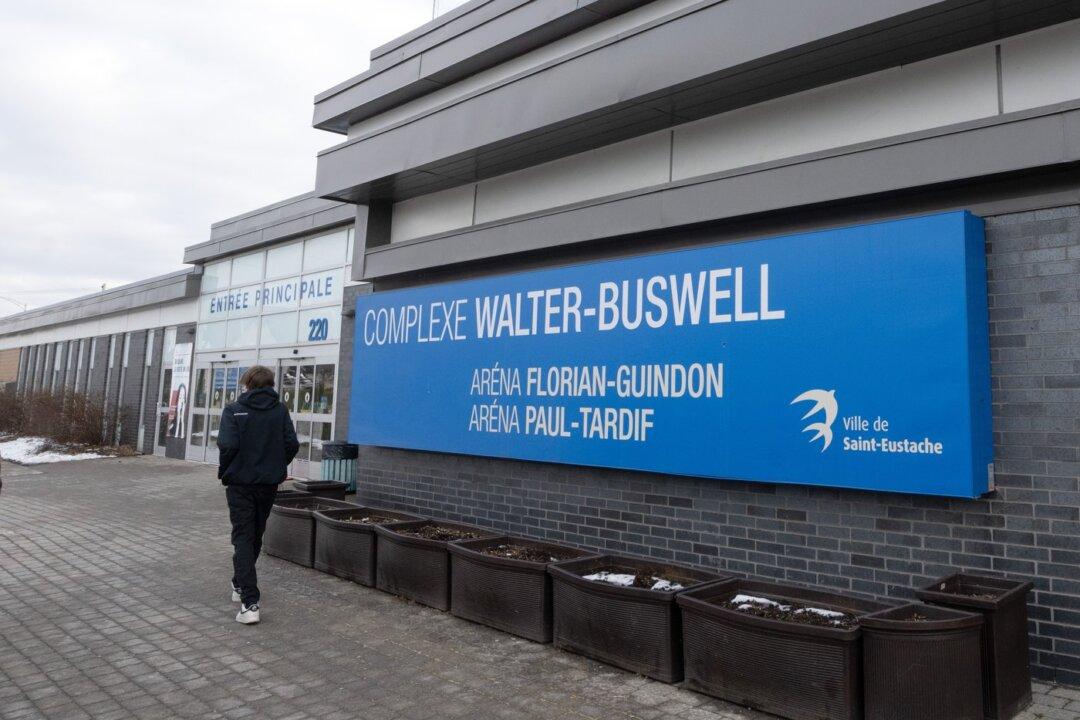 ENTRÉE PRINCIPALE
220
COMPLEXE WALTER-BUSWELL
ARÉNA FLORIAN-GUINDON
ARÉNA PAUL-TARDIF
Ville de
Saint-Eustache